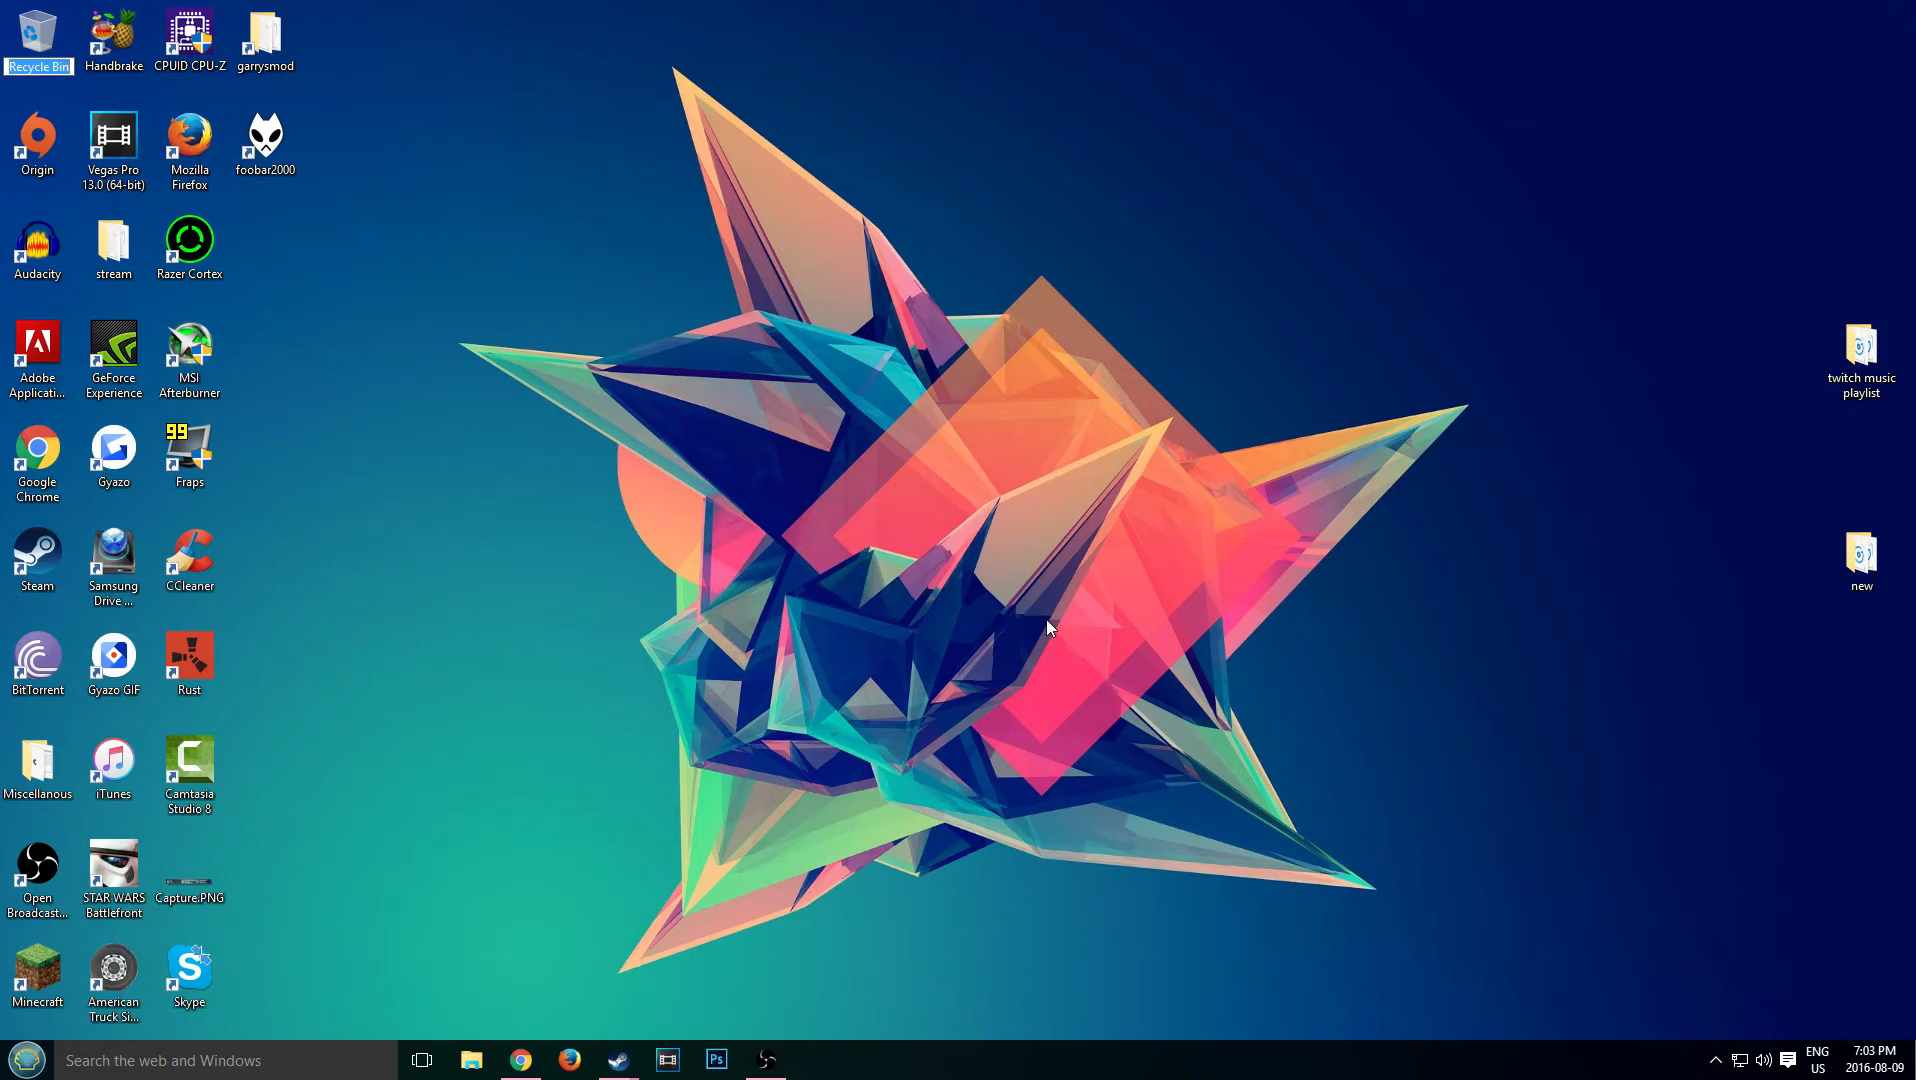 Recycle Bin
Handbrake
CPUID CPU-Z
garrysmod
Origin
Vegas Pro
13.0 (64-bit)
Mozilla
Firefox
foobar2000
Audacity
stream
Razer Cortex
Adobe
Applicati...
GeForce
Experience
MSI
Afterburner
twitch music
playlist
99
Google
Chrome
Gyazo
Fraps
Steam
Samsung
Drive ...
CCleaner
new
BitTorrent
Gyazo GIF
Rust
Miscellanous
iTunes
Camtasia
Studio 8
Open
Broadcast...
STAR WARS
Battlefront
Capture.PNG
Minecraft
American
Truck Si...
Skype
Search the web and Windows
Ps
ENG
US
7:03 PM
2016-08-09